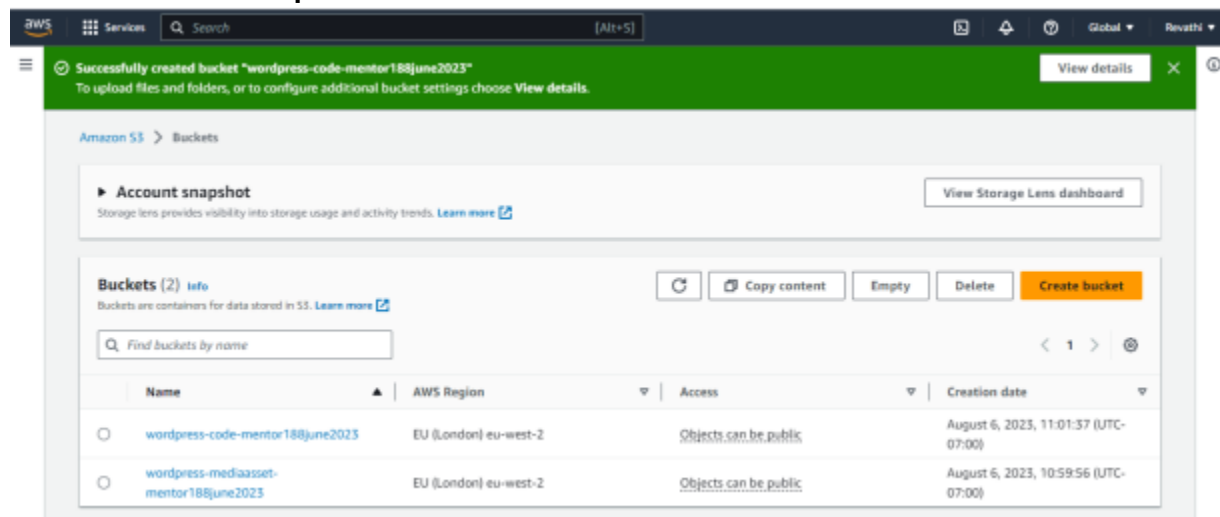 aws Services Search [Alt+S] Global Revathi
Successfully created bucket "wordpress-code-mentor188june2023"
To upload files and folders, or to configure additional bucket settings choose View details.
View details
Amazon S3 > Buckets
Account snapshot
Storage lens provides visibility into storage usage and activity trends. Learn more
View Storage Lens dashboard
Buckets (2) Info
Buckets are containers for data stored in S3. Learn more
Copy content Empty Delete Create bucket
Find buckets by name
< 1 >
Name AWS Region Access Creation date
wordpress-code-mentor188june2023 EU (London) eu-west-2 Objects can be public August 6, 2023, 11:01:37 (UTC-
07:00)
wordpress-mediaasset-
mentor188june2023 EU (London) eu-west-2 Objects can be public August 6, 2023, 10:59:56 (UTC-
07:00)